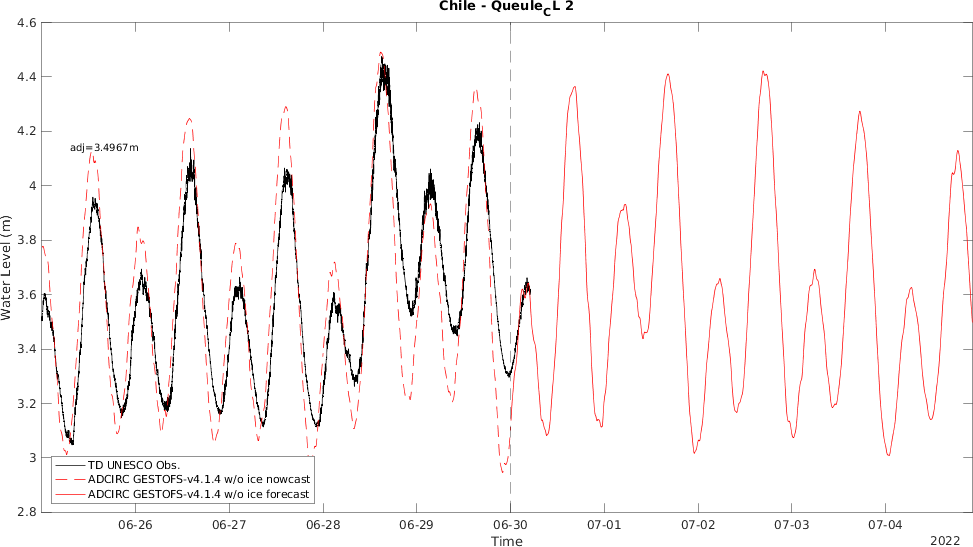 Chile - Queule_CL 2
4.6
4.4
4.2
4
3.8
3.6
3.4
3.2
3
2.8
Water Level (m)
adj=3.4967m
TD UNESCO Obs.
ADCIRC GESTOFS-v4.1.4 w/o ice nowcast
ADCIRC GESTOFS-v4.1.4 w/o ice forecast
06-26
06-27
06-28
06-29
06-30
07-01
07-02
07-03
07-04
Time
2022